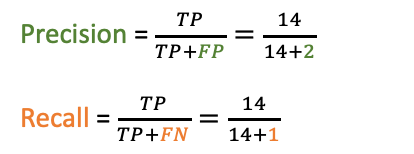 Precision = TP / TP+FP = 14 / 14+2
Recall = TP / TP+FN = 14 / 14+1